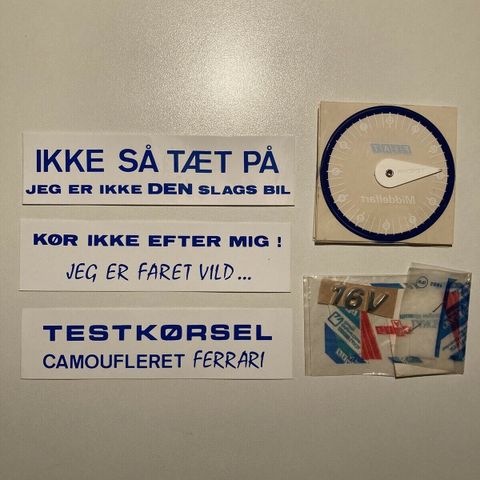 IKKE SÅ TÆT PÅ
JEG ER IKKE DEN SLAGS BIL
KØR IKKE EFTER MIG !
JEG ER FARET VILD...
TESTKØRSEL
CAMOUFLERET FERRARI
FIAT
Middelfart
16V